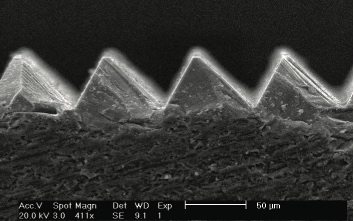 Acc.V Spot Magn Det WD Exp 50 µm
20.0 kV 3.0 411x SE 9.1 1